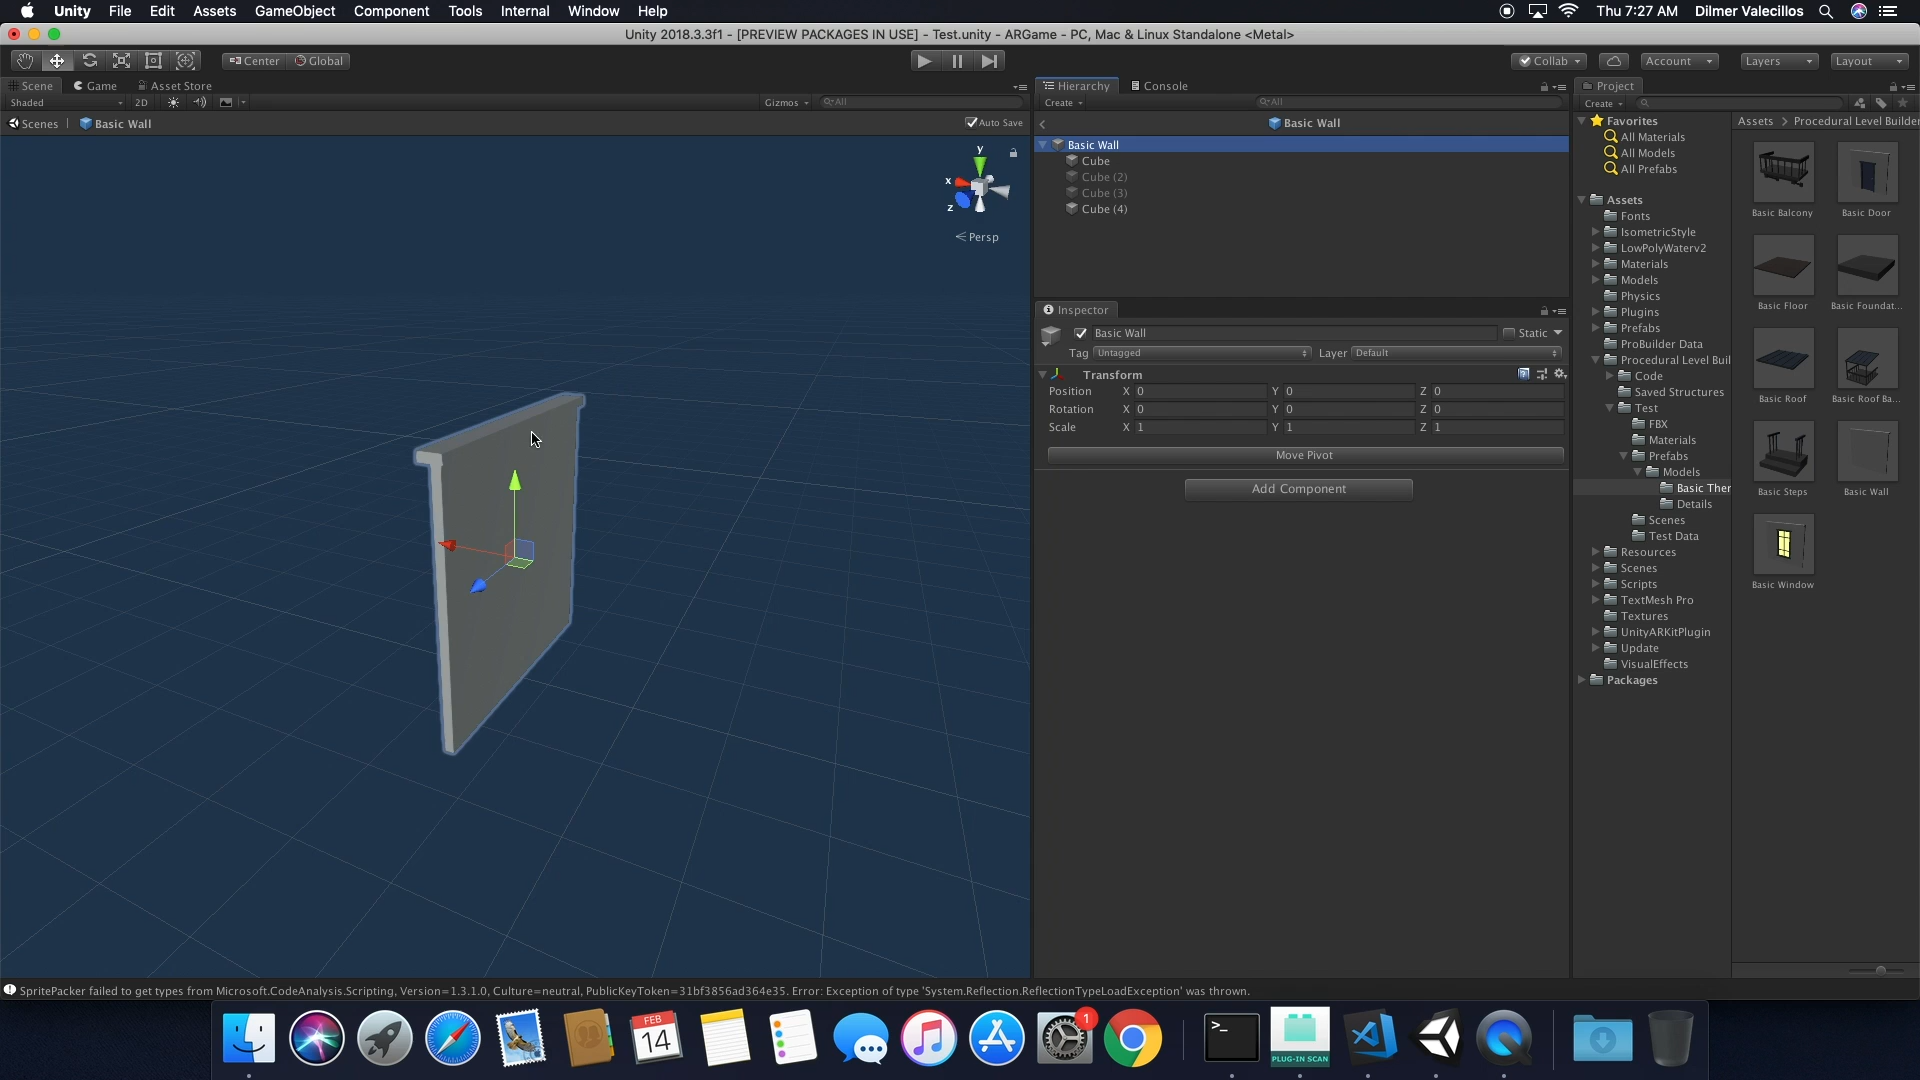 Unity File Edit Assets GameObject Component Tools Internal Window Help
Thu 7:27 AM Dilmer Valecillos
Unity 2018.3.3f1 - [PREVIEW PACKAGES IN USE] - Test.unity - ARGame - PC, Mac & Linux Standalone <Metal>
Center Global
Collab Account Layers Layout
Scene Game Asset Store
Shaded 2D Gizmos All
Scenes Basic Wall Auto Save
y
x
z
Persp
Hierarchy Console
Create All
Basic Wall
Basic Wall
Cube
Cube (2)
Cube (3)
Cube (4)
Inspector
Basic Wall Static
Tag Untagged Layer Default
Transform
Position X 0 Y 0 Z 0
Rotation X 0 Y 0 Z 0
Scale X 1 Y 1 Z 1
Move Pivot
Add Component
Project
Create
Favorites
All Materials
All Models
All Prefabs
Assets
Fonts
IsometricStyle
LowPolyWaterv2
Materials
Models
Physics
Plugins
Prefabs
ProBuilder Data
Procedural Level Buil
Code
Saved Structures
Test
FBX
Materials
Prefabs
Models
Basic Ther
Details
Scenes
Test Data
Resources
Scenes
Scripts
TextMesh Pro
Textures
UnityARKitPlugin
Update
VisualEffects
Packages
Assets > Procedural Level Builder
Basic Balcony Basic Door
Basic Floor Basic Foundat...
Basic Roof Basic Roof Ba...
Basic Steps Basic Wall
Basic Window
SpritePacker failed to get types from Microsoft.CodeAnalysis.Scripting, Version=1.3.1.0, Culture=neutral, PublicKeyToken=31bf3856ad364e35. Error: Exception of type 'System.Reflection.ReflectionTypeLoadException' was thrown.
FEB
14
1
>_
PLUG-IN SCAN